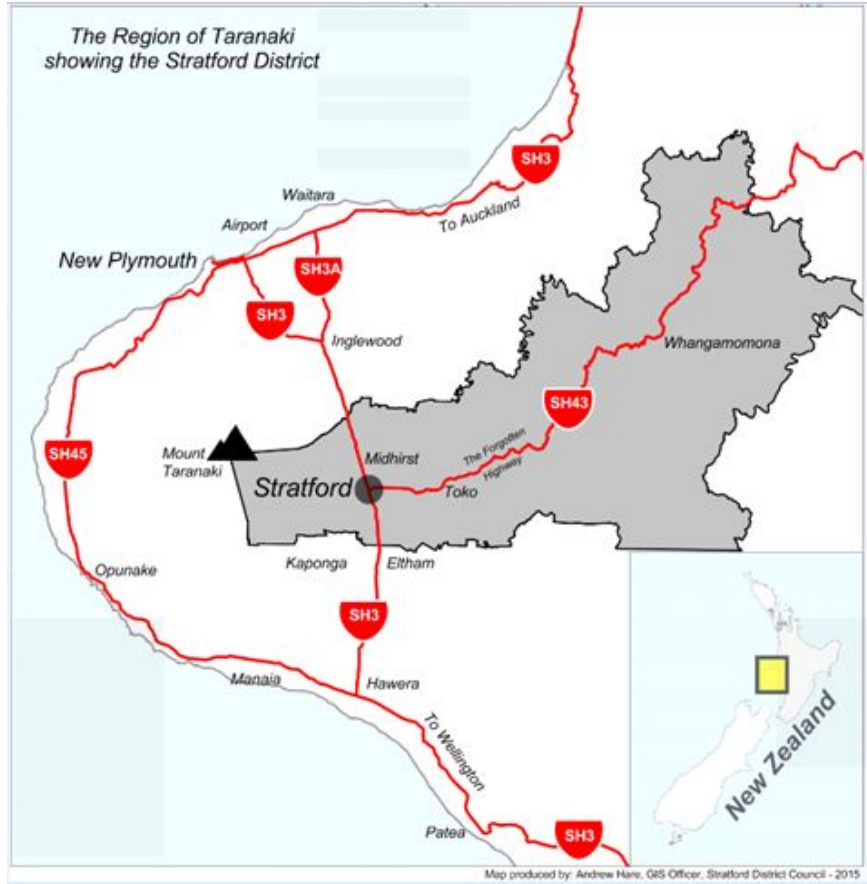 The Region of Taranaki
showing the Stratford District
SH3
Waitara
To Auckland
Airport
New Plymouth
SH3A
SH3
Inglewood
Whangamomona
SH43
SH45
Mount
Taranaki
Midhirst
The Forgotten
Highway
Stratford
Toko
Kaponga
Eltham
Opunake
SH3
Manaia
Hawera
To Wellington
Patea
SH3
New Zealand
Map produced by: Andrew Hare, GIS Officer, Stratford District Council - 2015